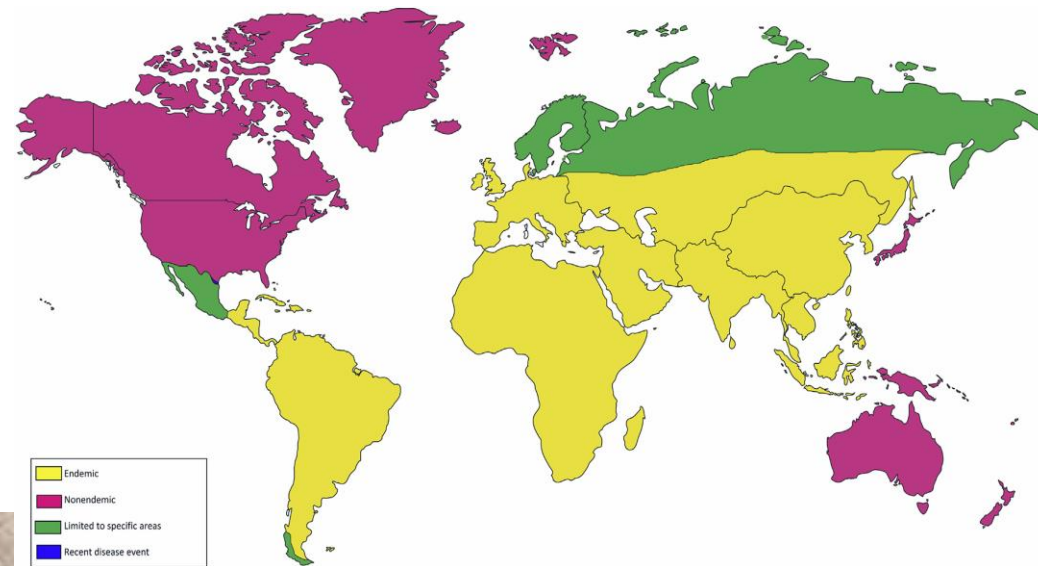 Endemic
Nonendemic
Limited to specific areas
Recent disease event